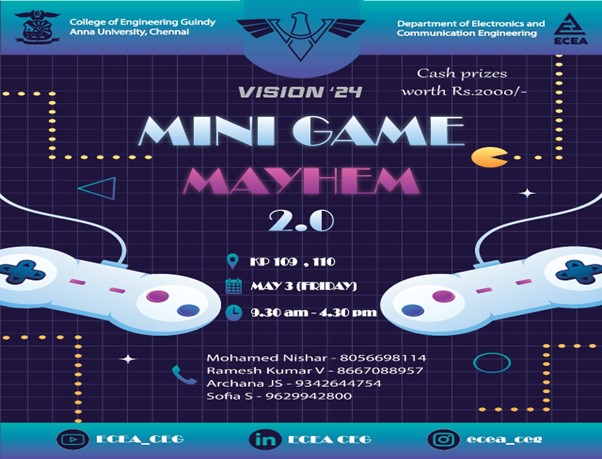 College of Engineering Guindy
Anna University, Chennai
Department of Electronics and
Communication Engineering
ECEA
VISION '24
Cash prizes
worth Rs.2000/-
MINI GAME
MAYHEM
2.0
KP 109 , 110
MAY 3 (FRIDAY)
9.30 am - 4.30 pm
Mohamed Nishar - 8056698114
Ramesh Kumar V - 8667088957
Archana JS - 9342644754
Sofia S - 9629942800
ECEA_CEG
in ECEA CEG
ecea_ceg